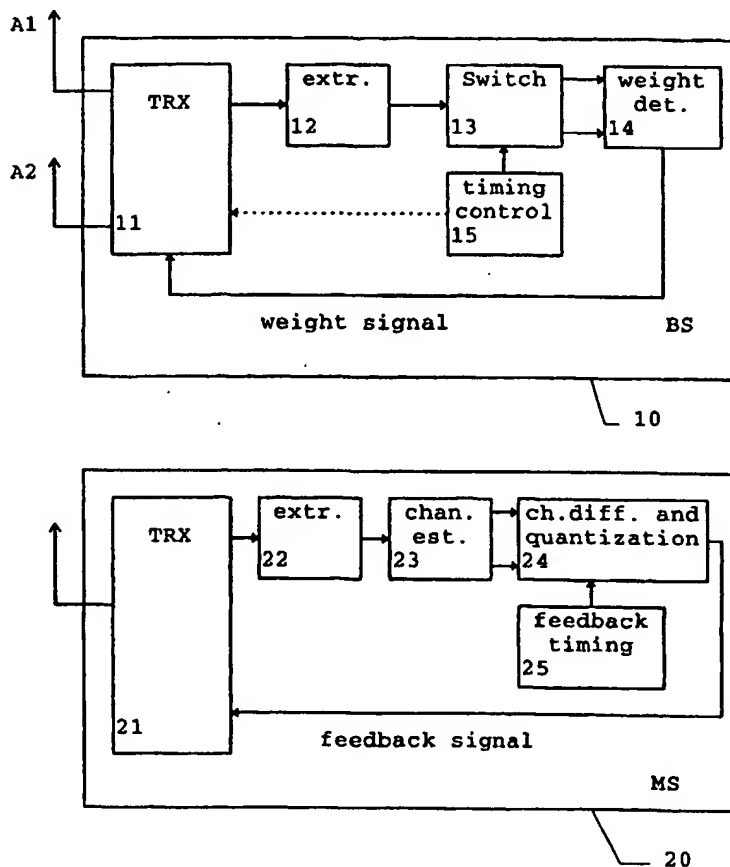 A1
TRX
extr.
12
Switch
13
weight
det.
14
A2
11
timing
control
15
weight signal
BS
10
TRX
extr.
22
chan.
est.
23
ch.diff. and
quantization
24
feedback
timing
25
21
feedback signal
MS
20